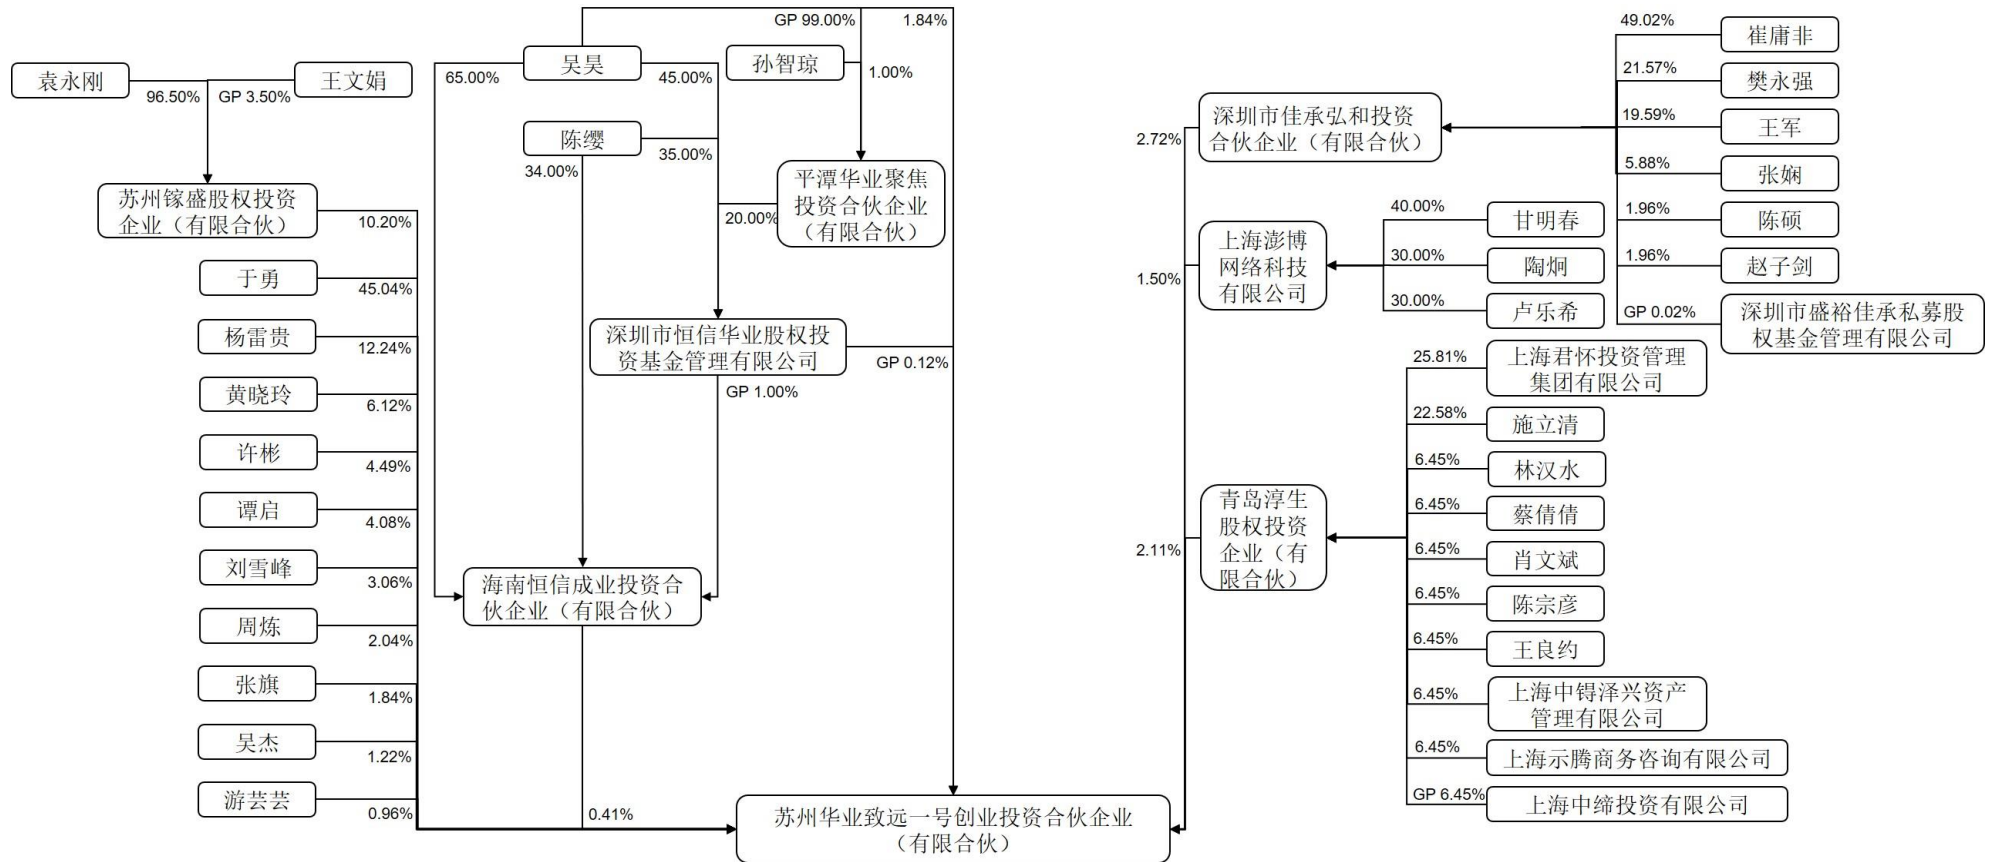 GP 99.00%
1.84%
吴昊
孙智琼
65.00%
45.00%
1.00%
袁永刚
王文娟
96.50%
GP 3.50%
陈缨
35.00%
34.00%
苏州镓盛股权投资
企业（有限合伙）
10.20%
平潭华业聚焦
投资合伙企业
（有限合伙）
20.00%
于勇
45.04%
杨雷贵
12.24%
深圳市恒信华业股权投
资基金管理有限公司
GP 0.12%
GP 1.00%
黄晓玲
6.12%
许彬
4.49%
谭启
4.08%
刘雪峰
3.06%
海南恒信成业投资合
伙企业（有限合伙）
周炼
2.04%
张旗
1.84%
吴杰
1.22%
游芸芸
0.96%
0.41%
苏州华业致远一号创业投资合伙企业
（有限合伙）
2.72%
深圳市佳承弘和投资
合伙企业（有限合伙）
49.02%
崔庸非
21.57%
樊永强
19.59%
王军
5.88%
张娴
1.96%
陈硕
1.96%
赵子剑
GP 0.02%
深圳市盛裕佳承私募股
权基金管理有限公司
1.50%
上海澎博
网络科技
有限公司
40.00%
甘明春
30.00%
陶炯
30.00%
卢乐希
2.11%
青岛淳生
股权投资
企业（有
限合伙）
25.81%
上海君怀投资管理
集团有限公司
22.58%
施立清
6.45%
林汉水
6.45%
蔡倩倩
6.45%
肖文斌
6.45%
陈宗彦
6.45%
王良约
6.45%
上海中锝泽兴资产
管理有限公司
6.45%
上海示腾商务咨询有限公司
GP 6.45%
上海中缔投资有限公司